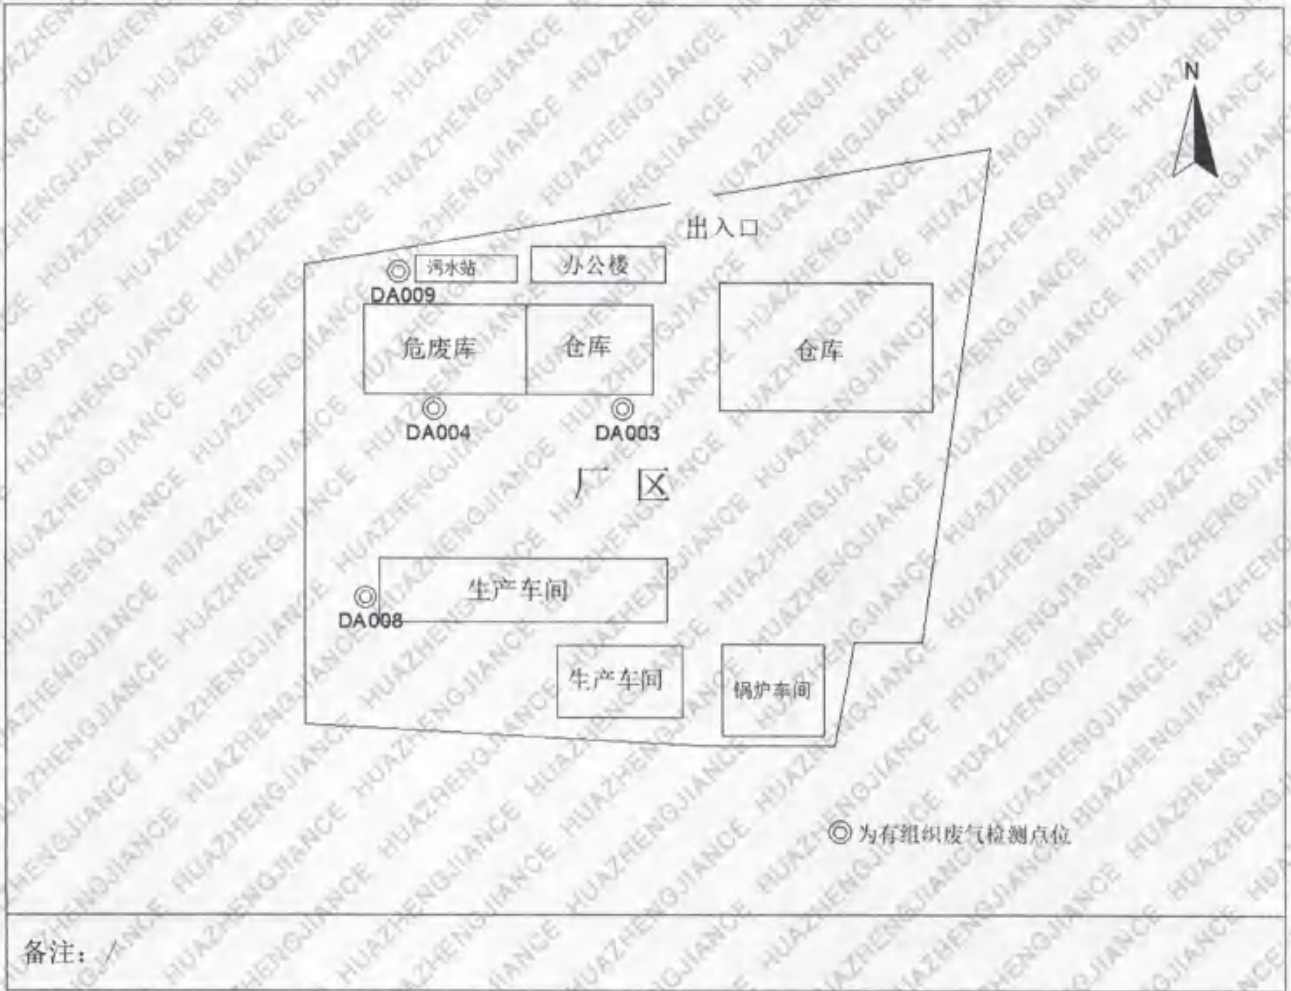 N
出入口
污水站
办公楼
DA009
危废库
仓库
仓库
DA004
DA003
厂 区
生产车间
DA008
生产车间
锅炉车间
◎为有组织废气检测点位
备注: /
HUAZHENGJIANCE